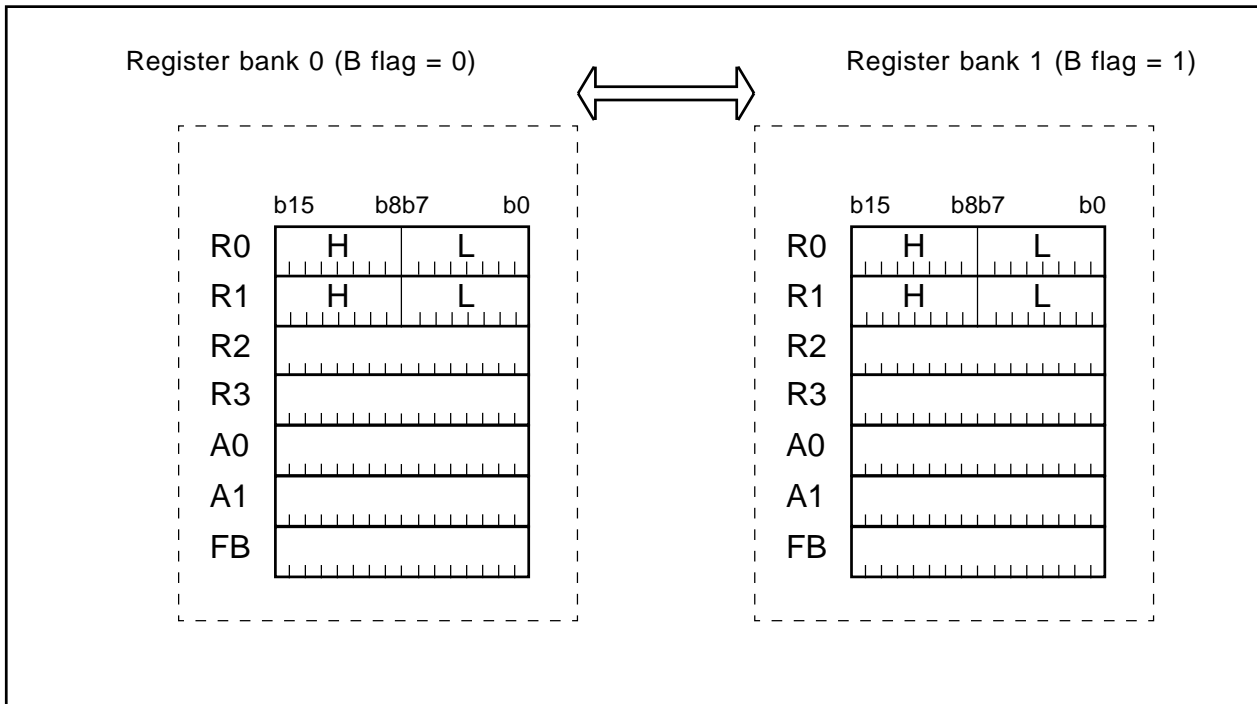 Register bank 0 (B flag = 0)
Register bank 1 (B flag = 1)
b15 b8b7 b0
R0 H L
R1 H L
R2
R3
A0
A1
FB
b15 b8b7 b0
R0 H L
R1 H L
R2
R3
A0
A1
FB